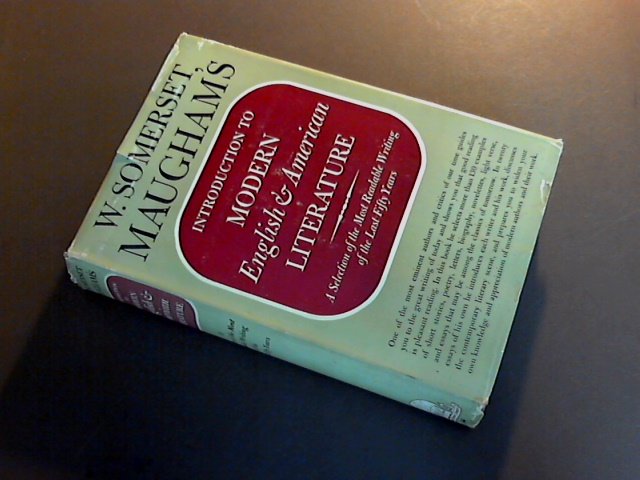 W. SOMERSET
MAUGHAM'S
INTRODUCTION TO
MODERN
English & American
LITERATURE
A Selection of the Most Readable Writing
of the Last Fifty Years
One of the most eminent authors and critics of our time guides
you to the great writing of today and shows you that good reading
is pleasant reading. In this book he selects more than 120 examples
of short stories, poetry, letters, biography, novelettes, light verse,
and essays that may be among the classics of tomorrow. In twenty
essays of his own he introduces each writer and his work, discusses
the contemporary literary scene, and prepares you to widen your
own knowledge and appreciation of modern authors and their work.